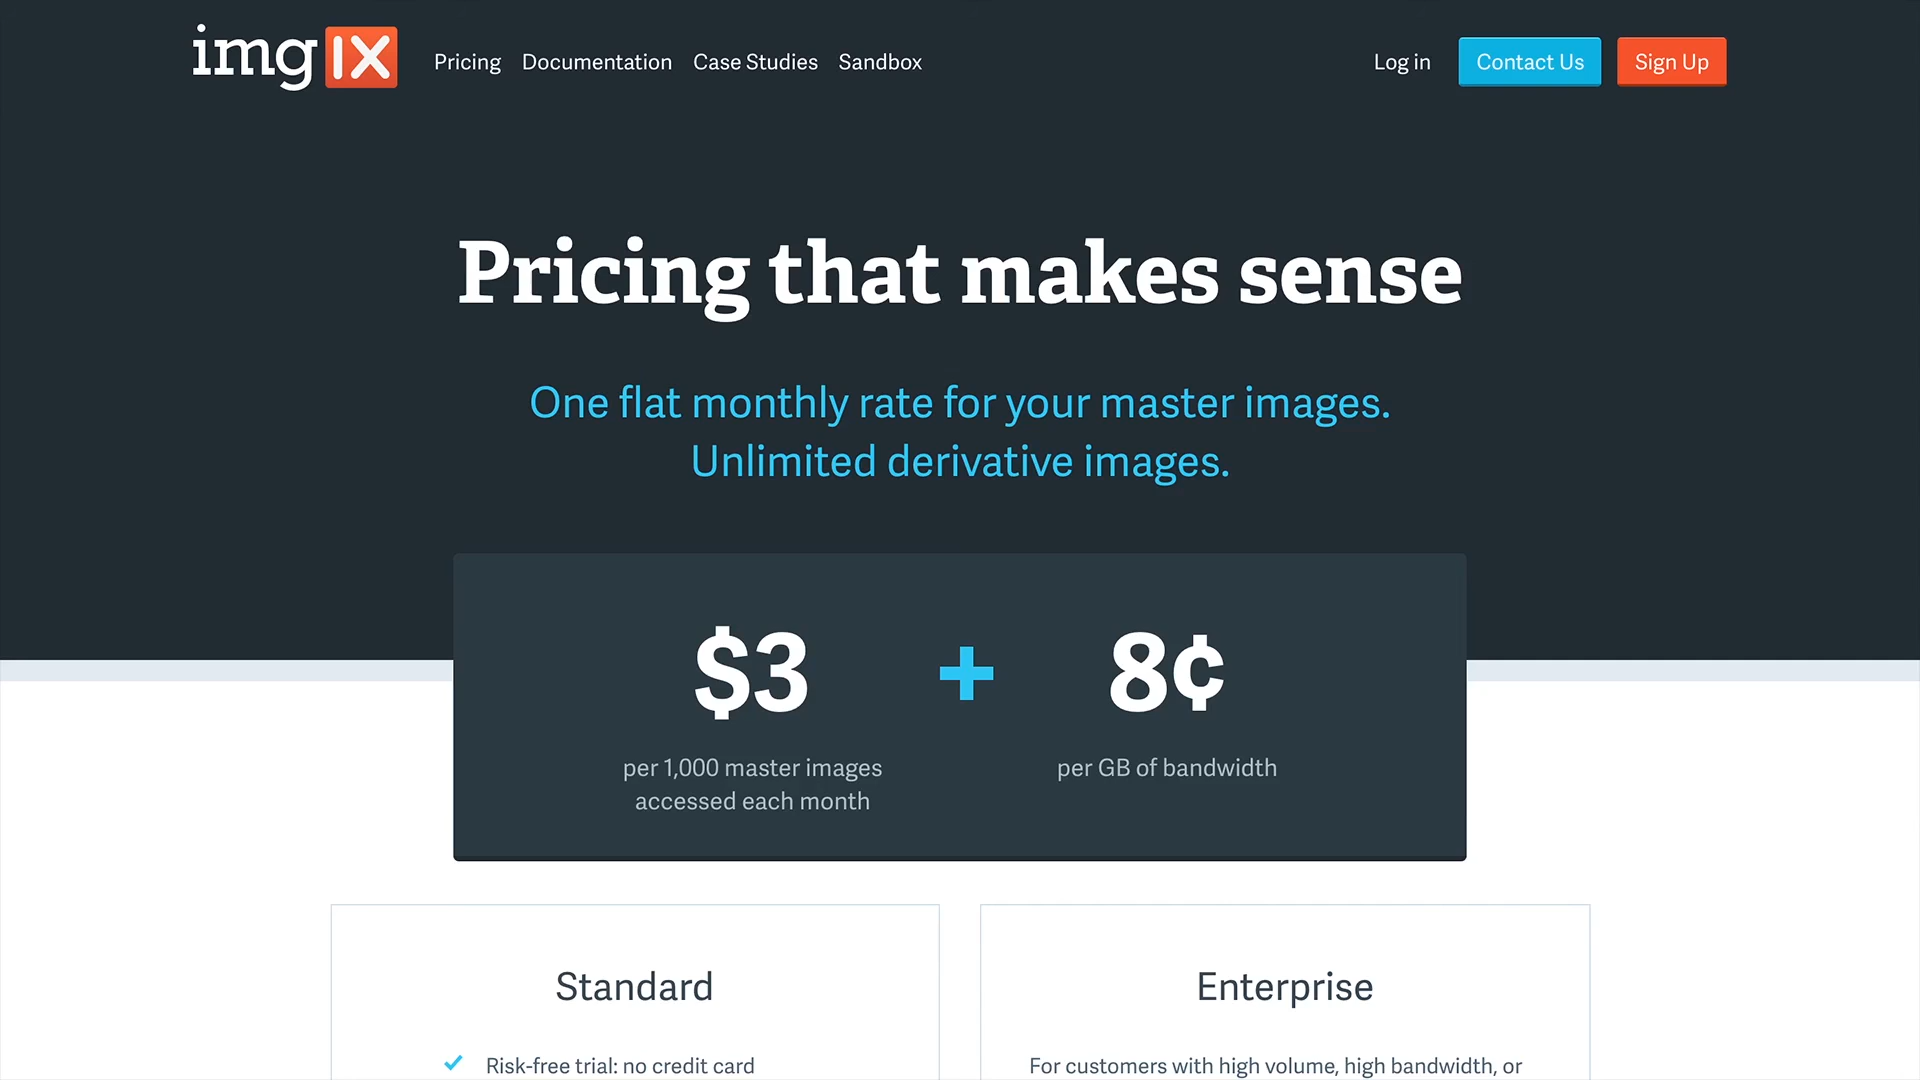 imgIX
Pricing Documentation Case Studies Sandbox
Log in Contact Us Sign Up
Pricing that makes sense
One flat monthly rate for your master images.
Unlimited derivative images.
$3 + 8¢
per 1,000 master images
accessed each month
per GB of bandwidth
Standard
Risk-free trial: no credit card
Enterprise
For customers with high volume, high bandwidth, or